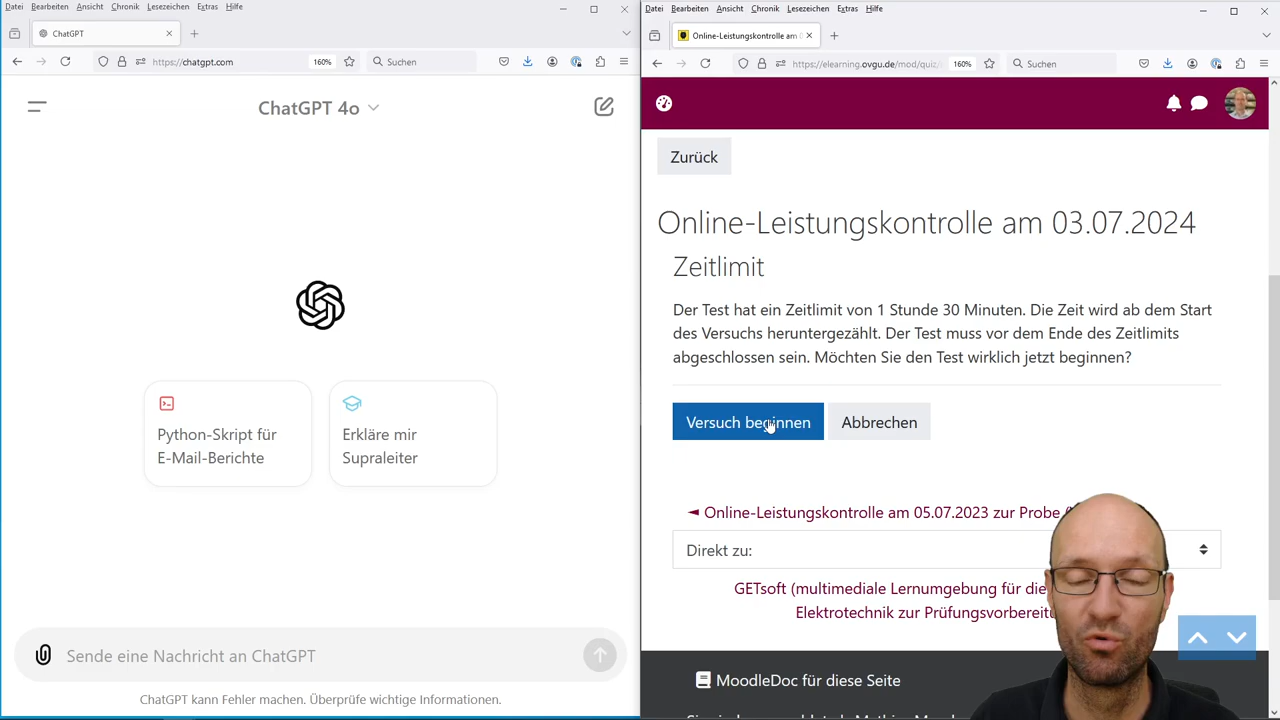 Datei Bearbeiten Ansicht Chronik Lesezeichen Extras Hilfe
ChatGPT
https://chatgpt.com 160% Suchen
ChatGPT 4o
Python-Skript für
E-Mail-Berichte
Erkläre mir
Supraleiter
Sende eine Nachricht an ChatGPT
ChatGPT kann Fehler machen. Überprüfe wichtige Informationen.
Datei Bearbeiten Ansicht Chronik Lesezeichen Extras Hilfe
Online-Leistungskontrolle am
https://elearning.ovgu.de/mod/quiz/ 160% Suchen
Zurück
Online-Leistungskontrolle am 03.07.2024
Zeitlimit
Der Test hat ein Zeitlimit von 1 Stunde 30 Minuten. Die Zeit wird ab dem Start
des Versuchs heruntergezählt. Der Test muss vor dem Ende des Zeitlimits
abgeschlossen sein. Möchten Sie den Test wirklich jetzt beginnen?
Versuch beginnen
Abbrechen
◄ Online-Leistungskontrolle am 05.07.2023 zur Probe
Direkt zu:
GETsoft (multimediale Lernumgebung für die
Elektrotechnik zur
MoodleDoc für diese Seite